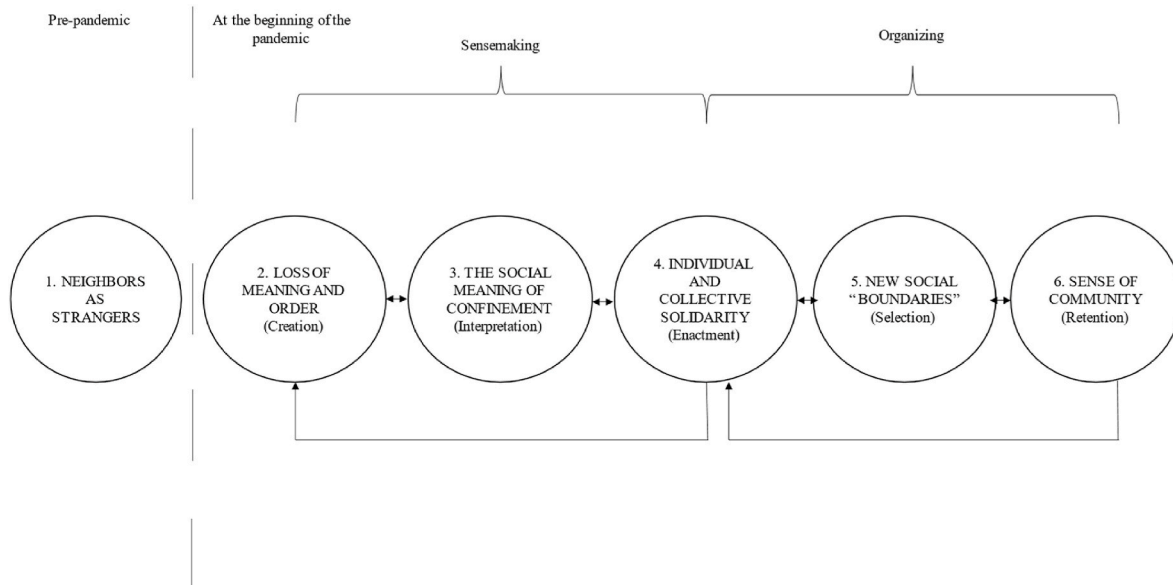 Pre-pandemic
At the beginning of the
pandemic
Sensemaking
Organizing
1. NEIGHBORS
AS
STRANGERS
2. LOSS OF
MEANING AND
ORDER
(Creation)
3. THE SOCIAL
MEANING OF
CONFINEMENT
(Interpretation)
4. INDIVIDUAL
AND
COLLECTIVE
SOLIDARITY
(Enactment)
5. NEW SOCIAL
“BOUNDARIES”
(Selection)
6. SENSE OF
COMMUNITY
(Retention)